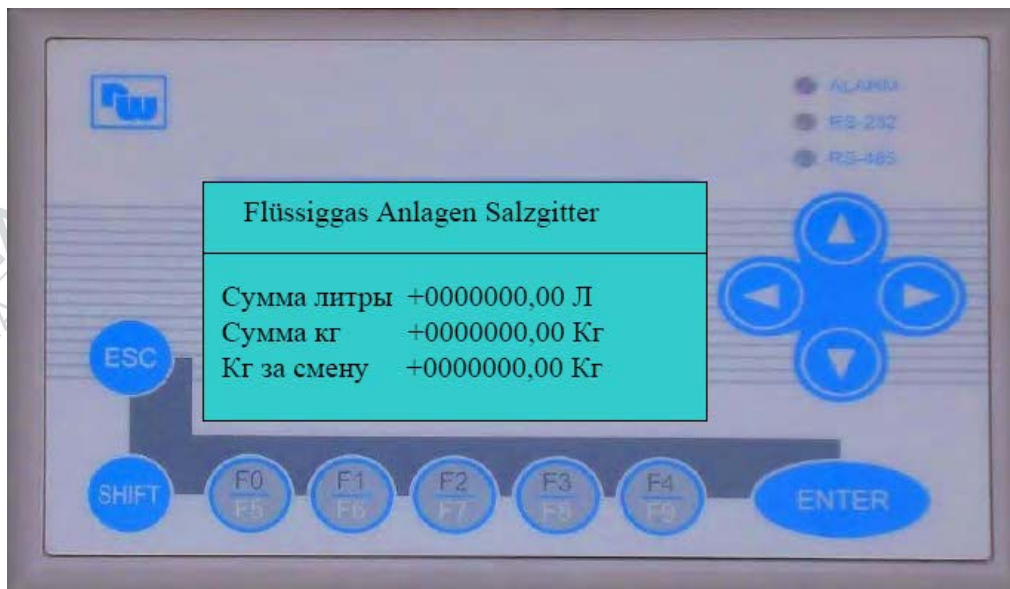 rw
ALARM
RS-232
RS-485
Flüssiggas Anlagen Salzgitter
Сумма литры +0000000,00 Л
Сумма кг +0000000,00 Кг
Кг за смену +0000000,00 Кг
ESC
SHIFT
F0 F1 F2 F3 F4
F5 F6 F7 F8 F9
ENTER